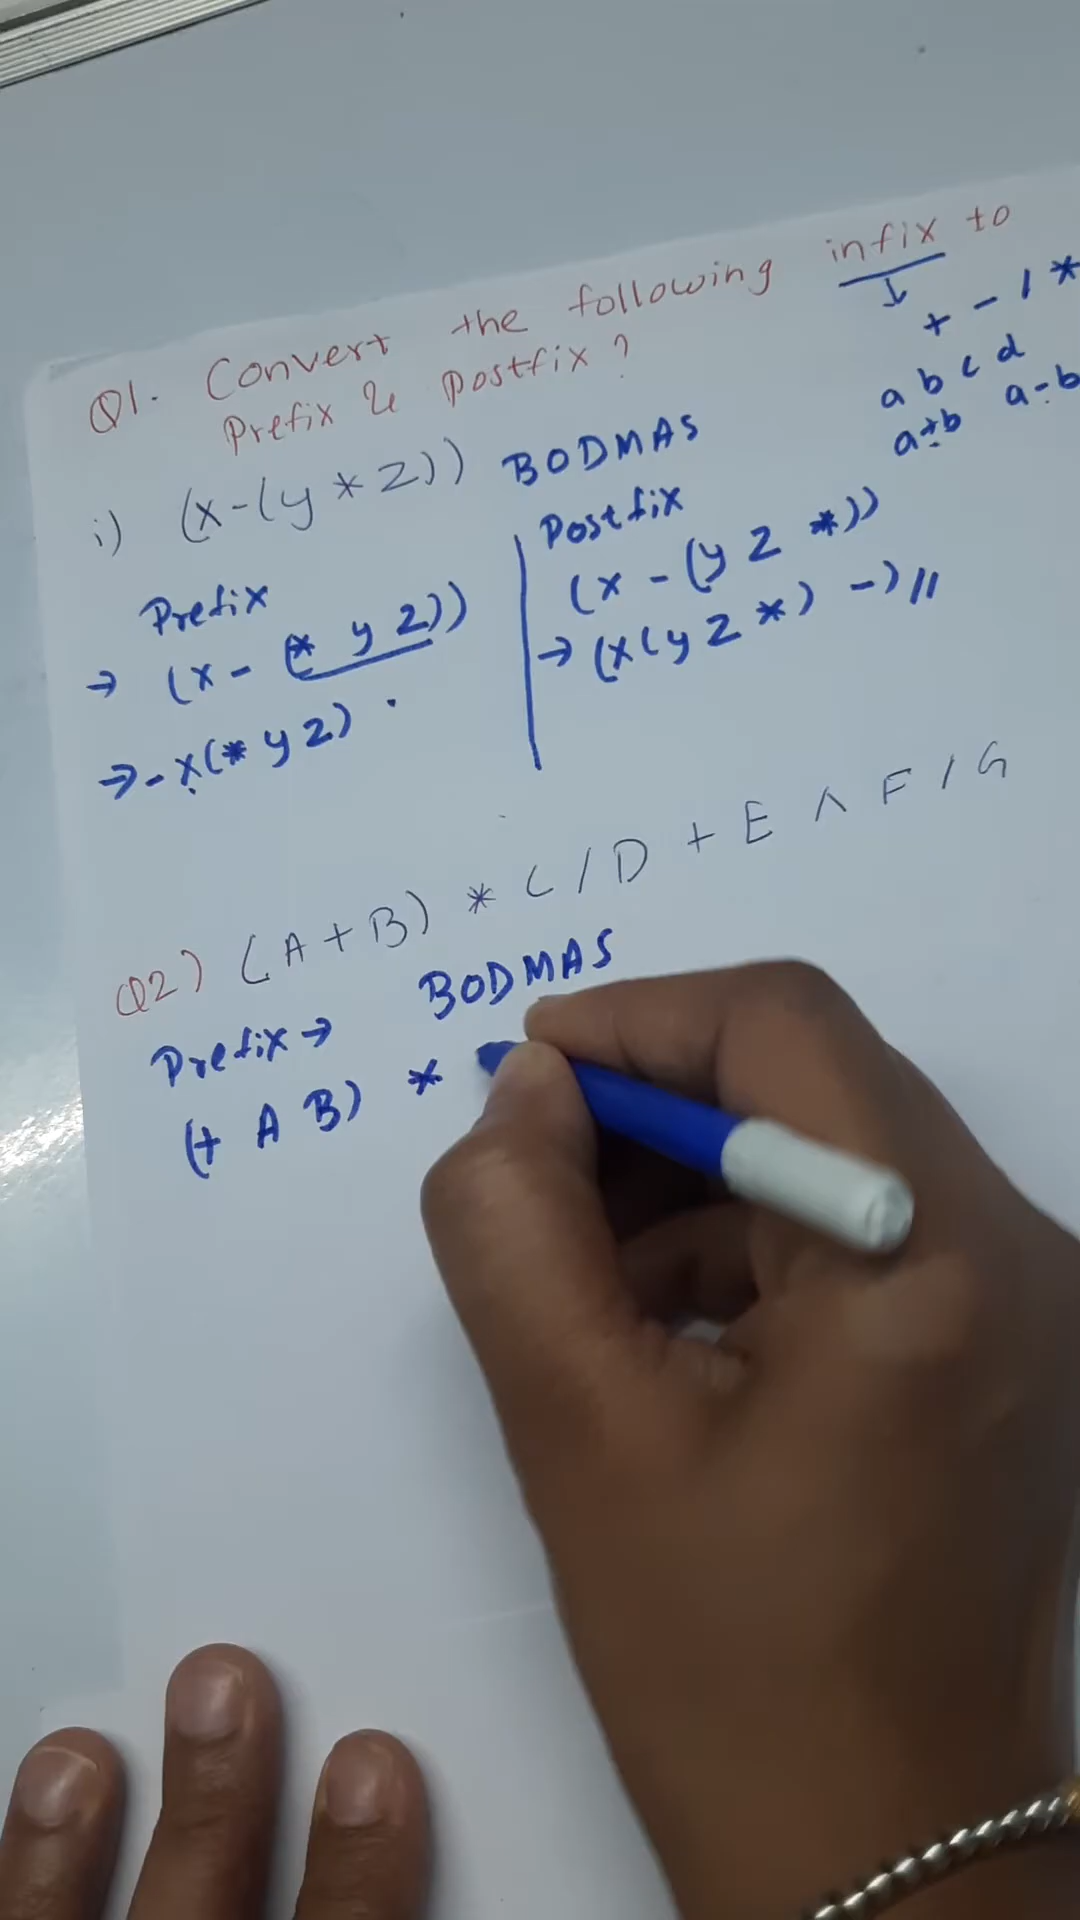 Q1. Convert the following infix to
Prefix & Postfix?
↓
+ - / *
a b c d
a+b a-b
i) (x-(y*z)) BODMAS
Prefix
→ (x - (* y z))
→ - x(* y z) .
Postfix
(x - (y z *))
→ (x(y z *) -)//
Q2) (A+B) * C / D + E ^ F / G
BODMAS
Prefix →
(+ A B) *